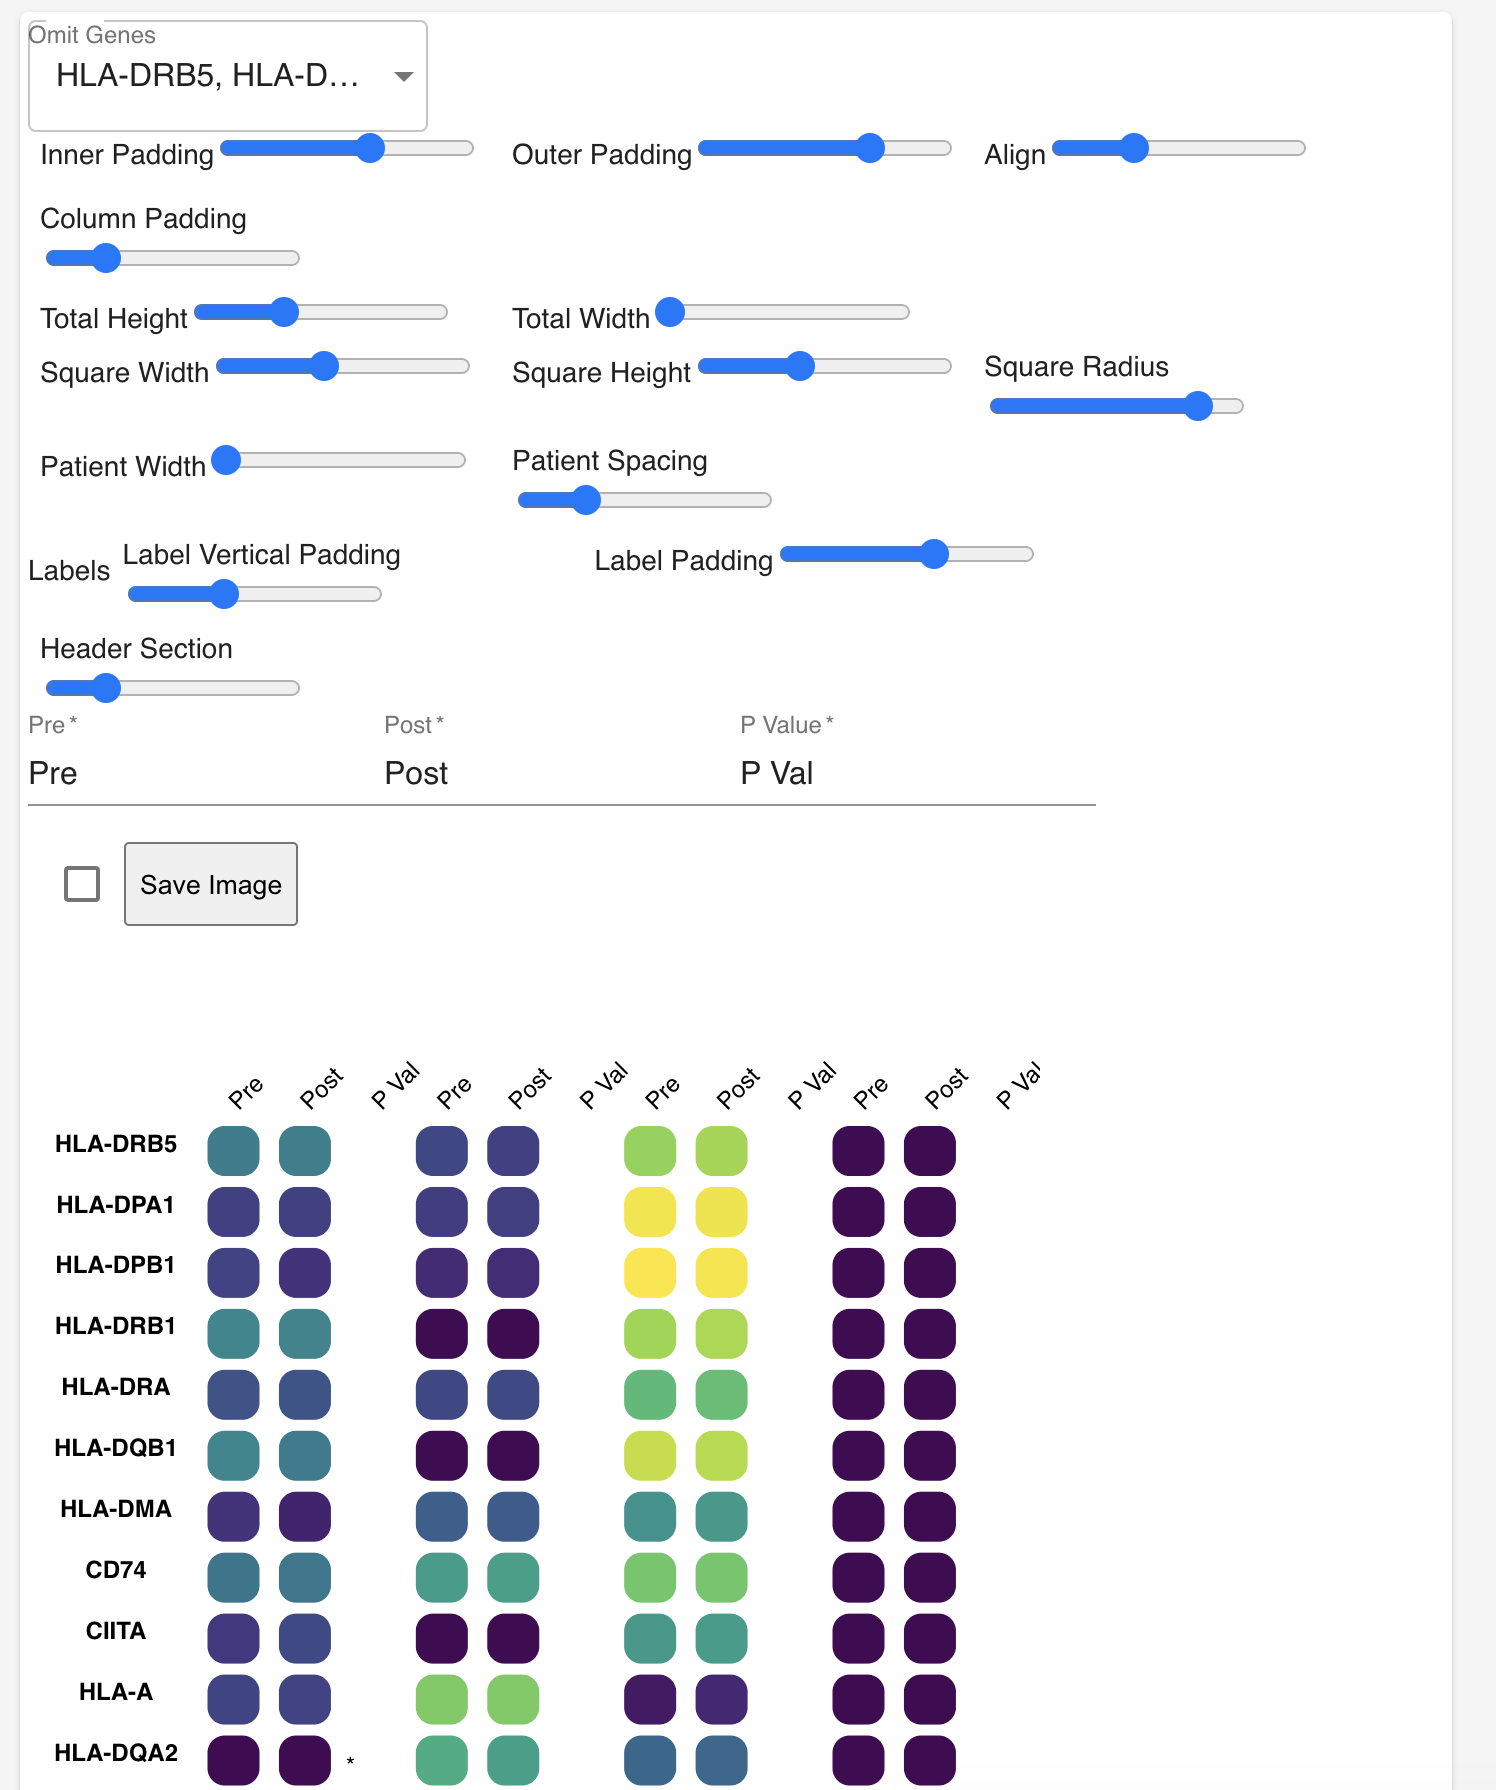 Omit Genes
HLA-DRB5, HLA-D...
Inner Padding Outer Padding Align
Column Padding
Total Height Total Width
Square Width Square Height Square Radius
Patient Width Patient Spacing
Labels Label Vertical Padding Label Padding
Header Section
Pre * Post * P Value *
Pre Post P Val
Save Image
Pre Post P Val Pre Post P Val Pre Post P Val Pre Post P Val
HLA-DRB5
HLA-DPA1
HLA-DPB1
HLA-DRB1
HLA-DRA
HLA-DQB1
HLA-DMA
CD74
CIITA
HLA-A
HLA-DQA2 *